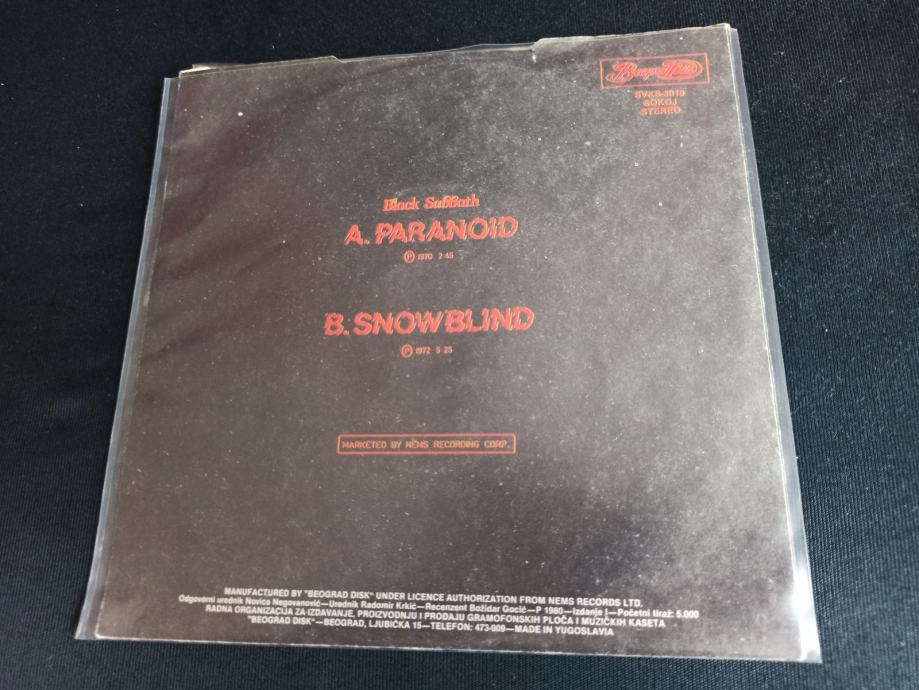 Beograd Disk
SVKS-3019
SOKOJ
STEREO
Black Sabbath
A. PARANOID
Ⓟ 1970 2 45
B. SNOWBLIND
Ⓟ 1972 5 25
MARKETED BY NEMS RECORDING CORP.
MANUFACTURED BY "BEOGRAD DISK" UNDER LICENCE AUTHORIZATION FROM NEMS RECORDS LTD.
Odgovorni urednik Novica Negovanović—Urednik Radomir Krkić—Recenzent Božidar Gocić—P 1980—Izdanje I—Početni tiraž: 5.000
RADNA ORGANIZACIJA ZA IZDAVANJE, PROIZVODNJU I PRODAJU GRAMOFONSKIH PLOČA I MUZIČKIH KASETA
"BEOGRAD DISK"—BEOGRAD, LJUBIČKA 15—TELEFON: 473-009—MADE IN YUGOSLAVIA